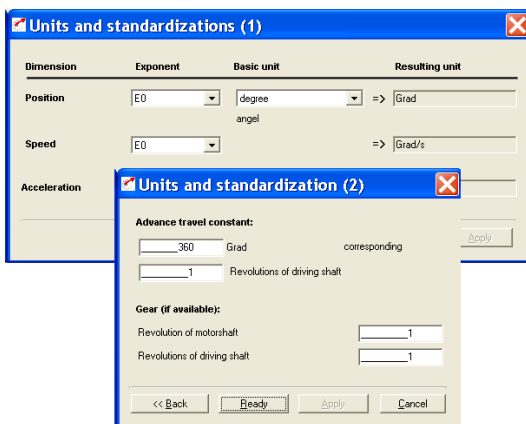 Units and standardizations (1)
Dimension Exponent Basic unit Resulting unit
Position E0 degree => Grad
angel
Speed E0 => Grad/s
Acceleration
Apply
Units and standardization (2)
Advance travel constant:
360 Grad corresponding
1 Revolutions of driving shaft
Gear (if available):
Revolution of motorshaft 1
Revolutions of driving shaft 1
<< Back Ready Apply Cancel